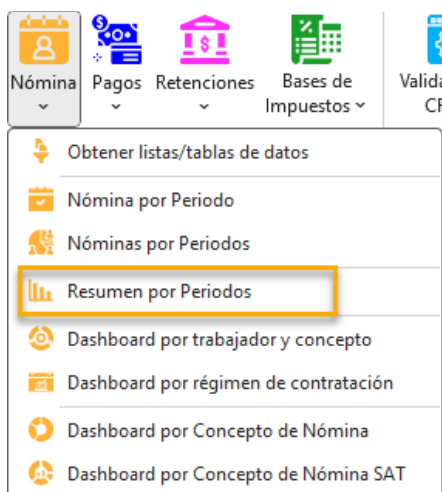 Nómina
Pagos
Retenciones
Bases de
Impuestos
Obtener listas/tablas de datos
Nómina por Periodo
Nóminas por Periodos
Resumen por Periodos
Dashboard por trabajador y concepto
Dashboard por régimen de contratación
Dashboard por Concepto de Nómina
Dashboard por Concepto de Nómina SAT